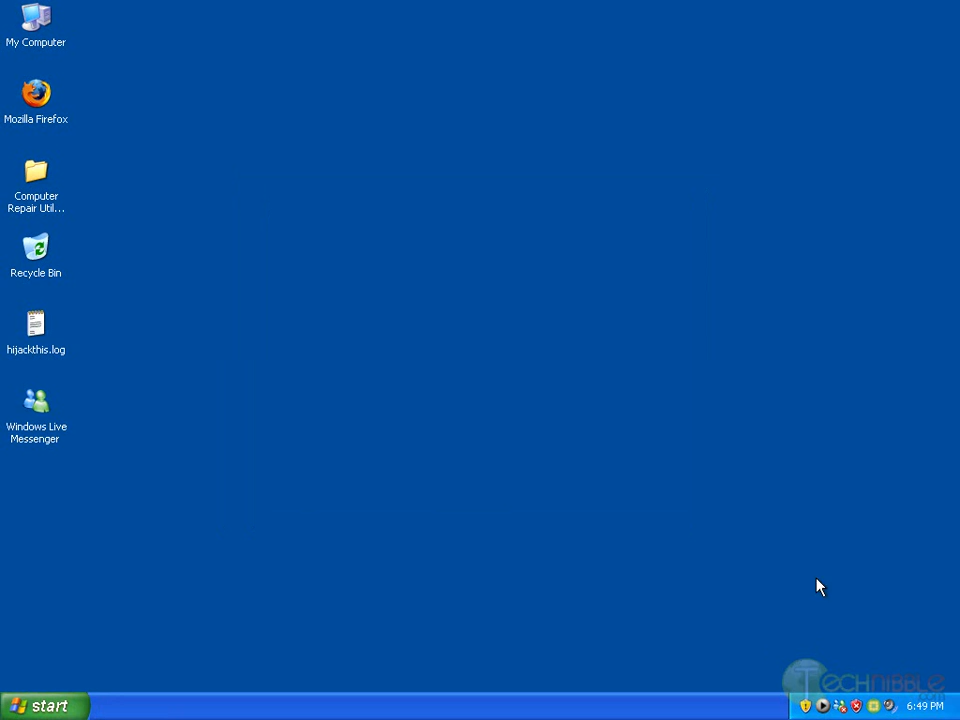 My Computer
Mozilla Firefox
Computer
Repair Util...
Recycle Bin
hijackthis.log
Windows Live
Messenger
Technibble
.com
start
6:49 PM